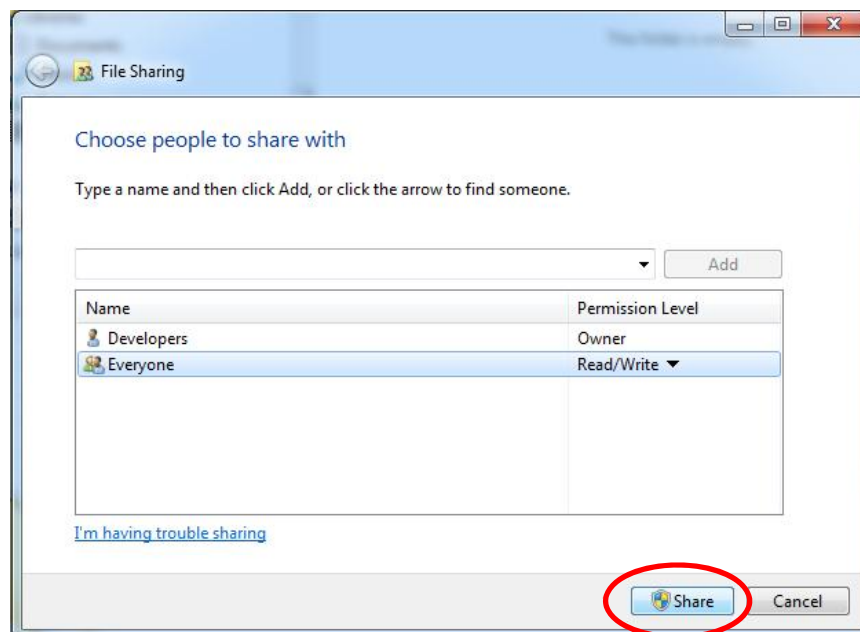 File Sharing
Choose people to share with
Type a name and then click Add, or click the arrow to find someone.
Add
Name Permission Level
Developers Owner
Everyone Read/Write
I'm having trouble sharing
Share Cancel